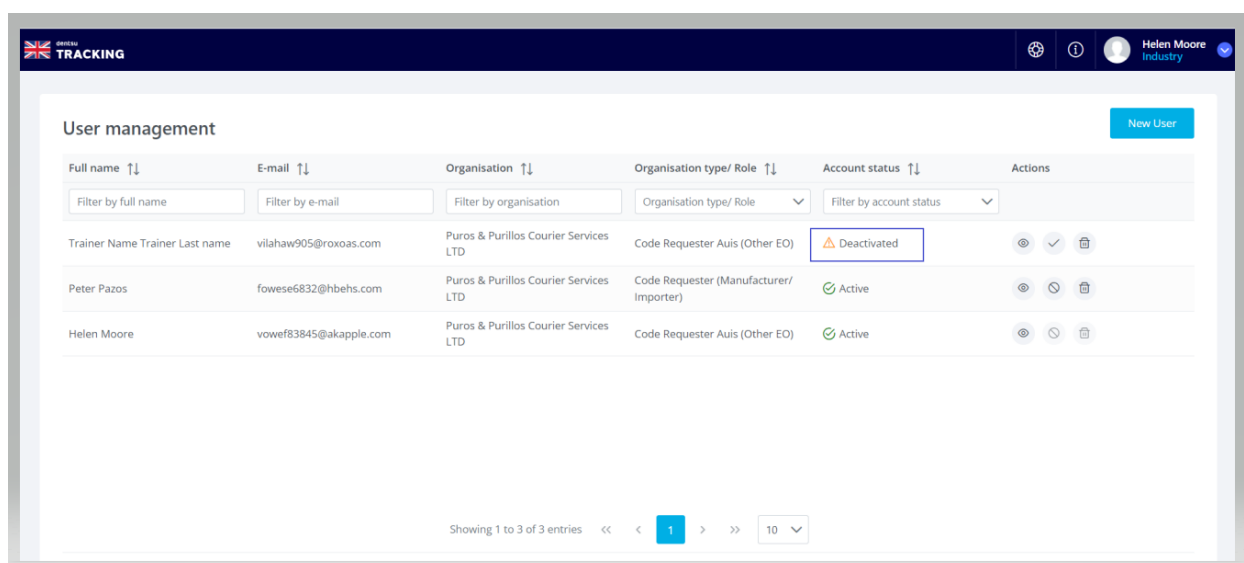 dentsu
TRACKING
Helen Moore
Industry
User management
New User
Full name E-mail Organisation Organisation type/ Role Account status Actions
Filter by full name Filter by e-mail Filter by organisation Organisation type/ Role Filter by account status
Trainer Name Trainer Last name vilahaw905@roxoas.com Puros & Purillos Courier Services LTD Code Requester Auis (Other EO) Deactivated
Peter Pazos fowese6832@hbehs.com Puros & Purillos Courier Services LTD Code Requester (Manufacturer/ Importer) Active
Helen Moore vowef83845@akapple.com Puros & Purillos Courier Services LTD Code Requester Auis (Other EO) Active
Showing 1 to 3 of 3 entries << < 1 > >> 10